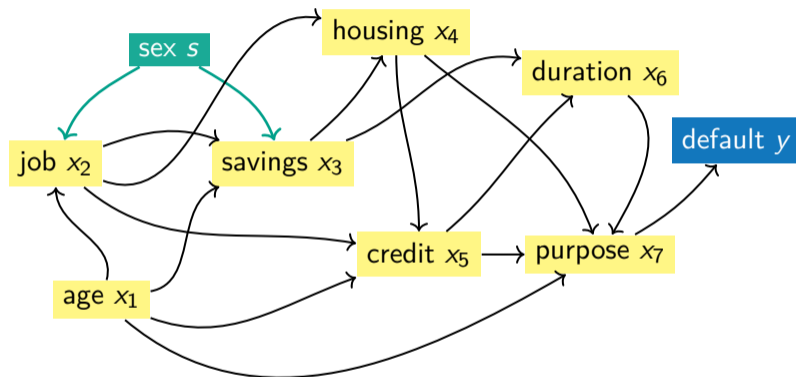 housing x₄
sex s
duration x₆
default y
job x₂
savings x₃
credit x₅
purpose x₇
age x₁